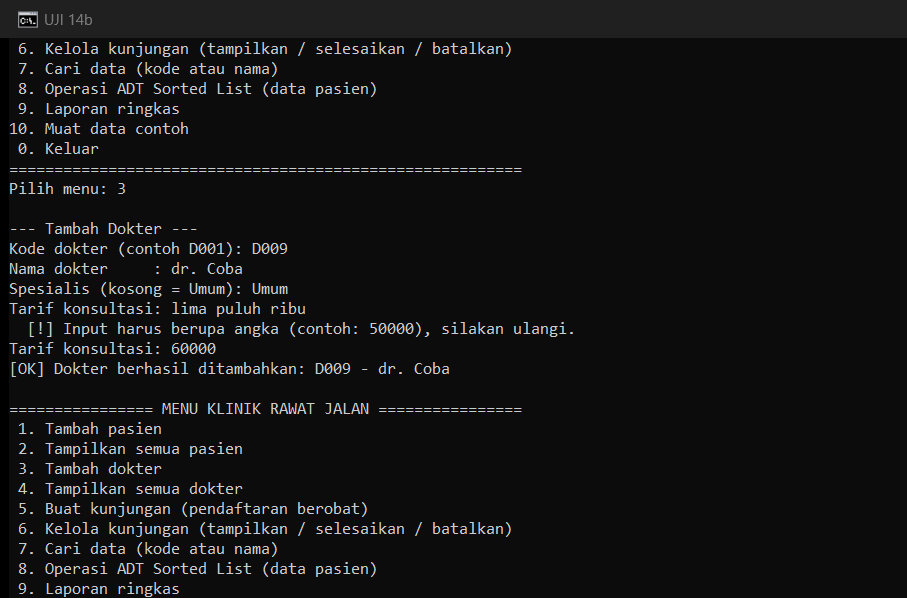 UJI 14b
 6. Kelola kunjungan (tampilkan / selesaikan / batalkan)
 7. Cari data (kode atau nama)
 8. Operasi ADT Sorted List (data pasien)
 9. Laporan ringkas
10. Muat data contoh
 0. Keluar
=========================================================
Pilih menu: 3
--- Tambah Dokter ---
Kode dokter (contoh D001): D009
Nama dokter     : dr. Coba
Spesialis (kosong = Umum): Umum
Tarif konsultasi: lima puluh ribu
  [!] Input harus berupa angka (contoh: 50000), silakan ulangi.
Tarif konsultasi: 60000
[OK] Dokter berhasil ditambahkan: D009 - dr. Coba
================ MENU KLINIK RAWAT JALAN ================
 1. Tambah pasien
 2. Tampilkan semua pasien
 3. Tambah dokter
 4. Tampilkan semua dokter
 5. Buat kunjungan (pendaftaran berobat)
 6. Kelola kunjungan (tampilkan / selesaikan / batalkan)
 7. Cari data (kode atau nama)
 8. Operasi ADT Sorted List (data pasien)
 9. Laporan ringkas